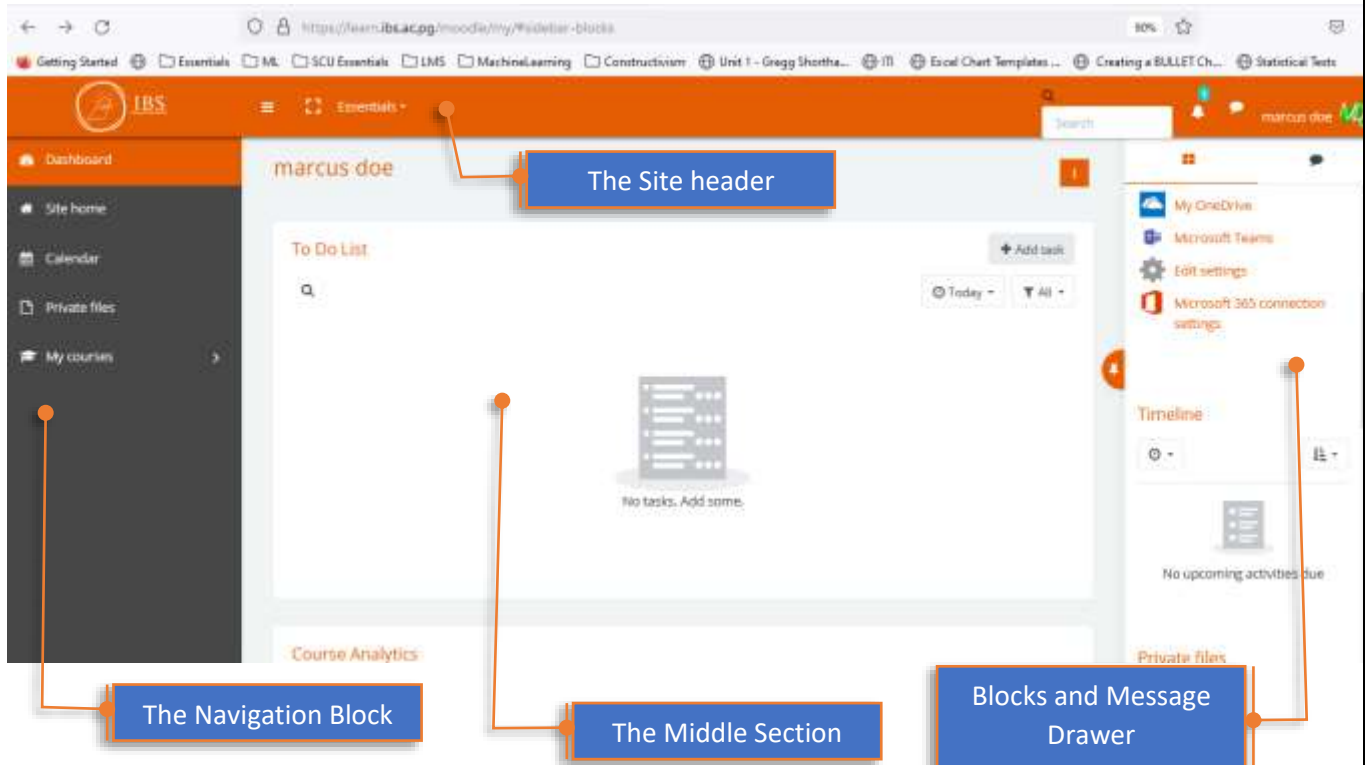 https://learn.ibs.ac.pg/moodle/my/#sidebar-blocks
80%
Getting Started
Essentials
ML
SCU Essentials
LMS
MachineLearning
Constructivism
Unit 1 - Gregg Shortha...
Excel Chart Templates ...
Creating a BULLET Ch...
Statistical Tests
IBS
Essentials
Search
marcus doe
Dashboard
Site home
Calendar
Private files
My courses
marcus doe
The Site header
To Do List
Add task
Today
All
No tasks. Add some.
Course Analytics
My OneDrive
Microsoft Teams
Edit settings
Microsoft 365 connection
settings
Timeline
No upcoming activities due
Private files
The Navigation Block
The Middle Section
Blocks and Message
Drawer